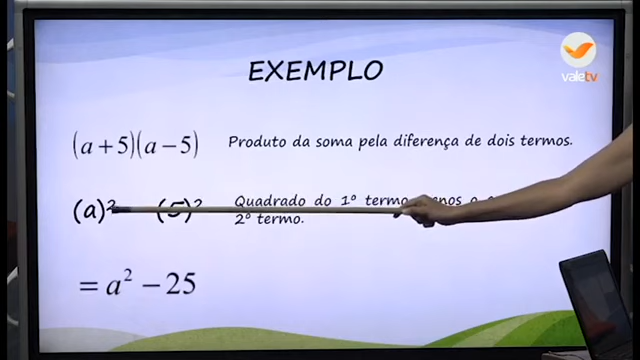 EXEMPLO
valetv
(a + 5)(a − 5) Produto da soma pela diferença de dois termos.
(a)² (5)² Quadrado do 1º termo
2º termo.
= a² − 25